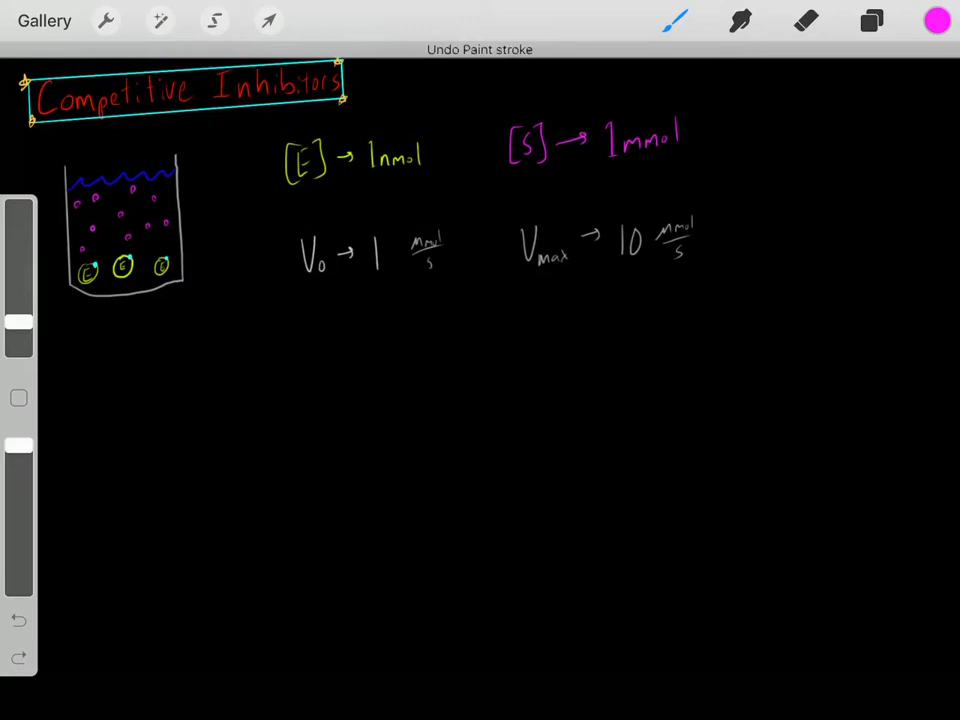 Gallery
Undo Paint stroke
Competitive Inhibitors
[E] → 1nmol
[S] → 1mmol
E E E
V₀ → 1 mmol/s
Vmax → 10 mmol/s